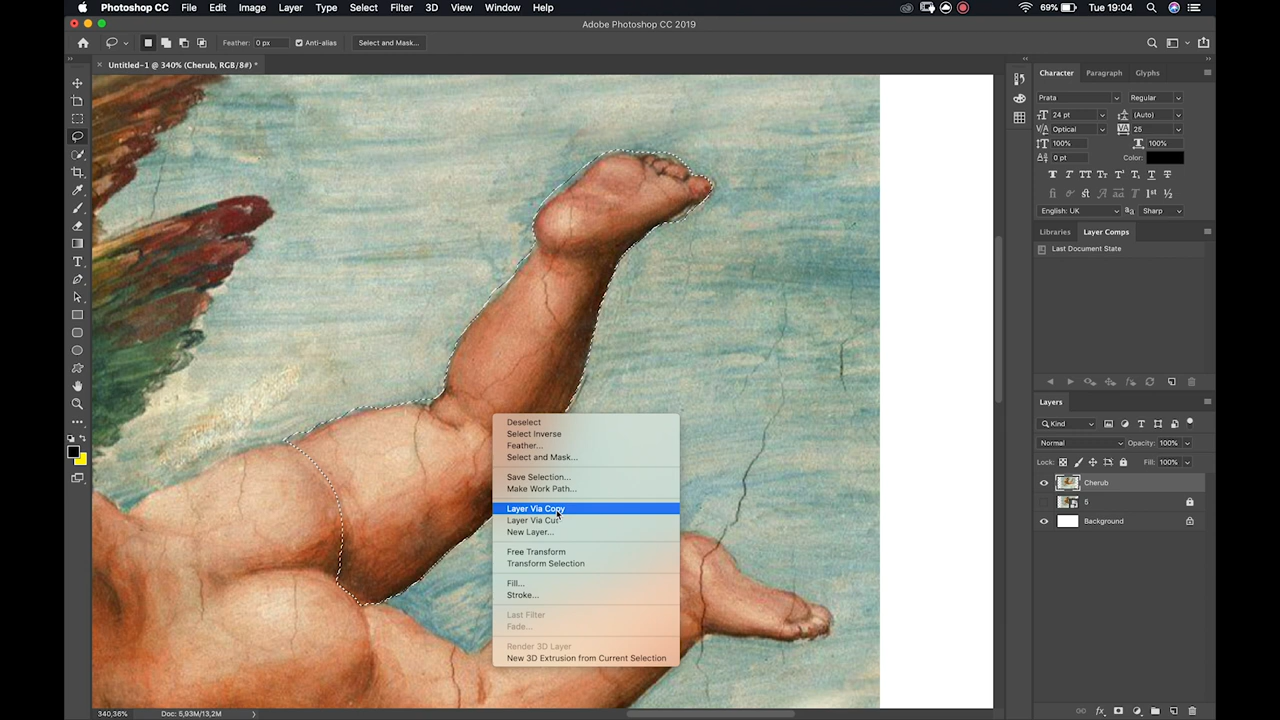 Photoshop CC File Edit Image Layer Type Select Filter 3D View Window Help 69% Tue 19:04
Adobe Photoshop CC 2019
Feather: 0 px Anti-alias Select and Mask...
Untitled-1 @ 340% (Cherub, RGB/8#) *
Character Paragraph Glyphs
Prata Regular
24 pt (Auto)
Optical 25
100% 100%
0 pt Color:
English: UK Sharp
Libraries Layer Comps
Last Document State
Layers
Kind
Normal Opacity: 100%
Lock: Fill: 100%
Cherub
5
Background
Deselect
Select Inverse
Feather...
Select and Mask...
Save Selection...
Make Work Path...
Layer Via Copy
Layer Via Cut
New Layer...
Free Transform
Transform Selection
Fill...
Stroke...
Last Filter
Fade...
Render 3D Layer
New 3D Extrusion from Current Selection
340,36% Doc: 5,93M/13,2M